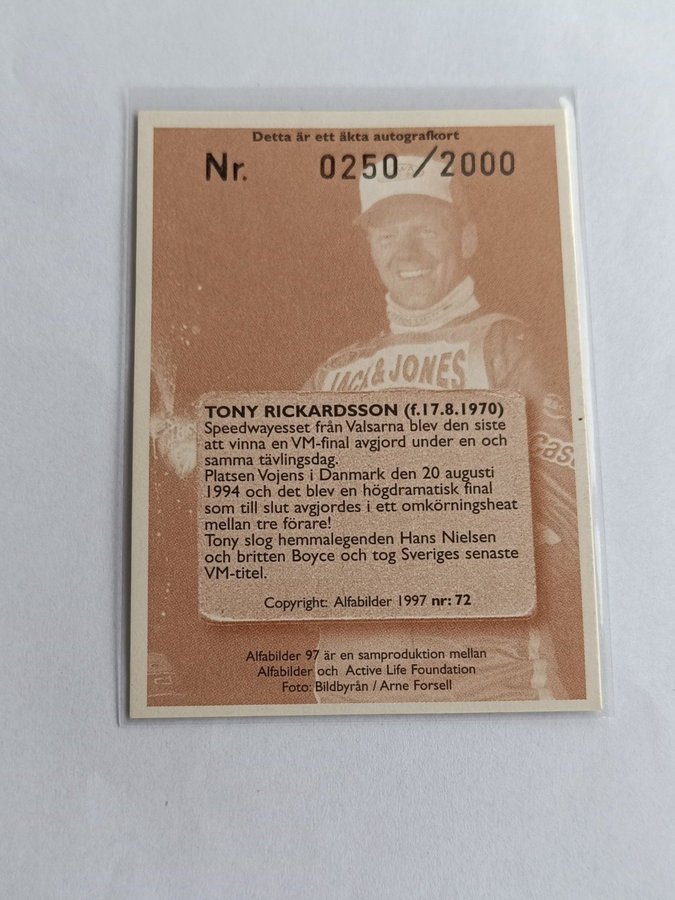 Detta är ett äkta autografkort
Nr. 0250/2000
JACK & JONES
TONY RICKARDSSON (f.17.8.1970)
Speedwayesset från Valsarna blev den siste
att vinna en VM-final avgjord under en och
samma tävlingsdag.
Platsen Vojens i Danmark den 20 augusti
1994 och det blev en högdramatisk final
som till slut avgjordes i ett omkörningsheat
mellan tre förare!
Tony slog hemmalegenden Hans Nielsen
och britten Boyce och tog Sveriges senaste
VM-titel.
Copyright: Alfabilder 1997 nr: 72
Alfabilder 97 är en samproduktion mellan
Alfabilder och Active Life Foundation
Foto: Bildbyrån / Arne Forsell